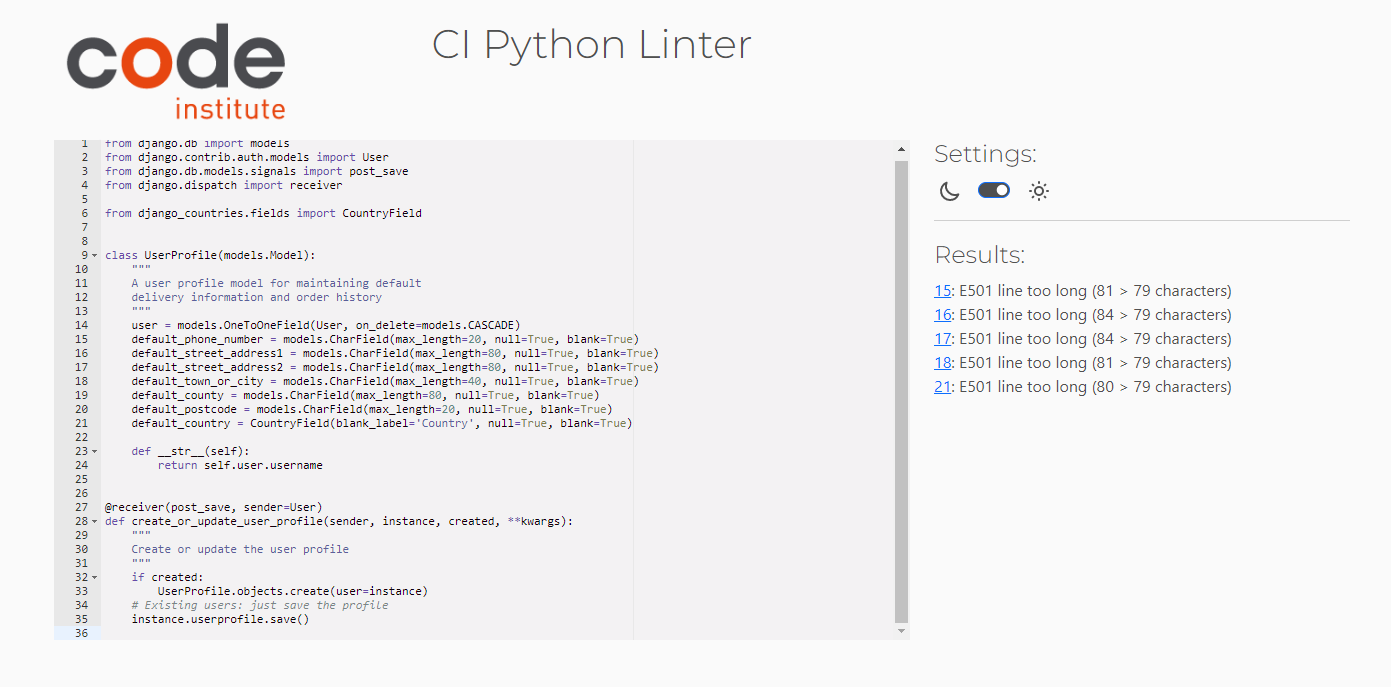 code
institute
CI Python Linter
1 from django.db import models
2 from django.contrib.auth.models import User
3 from django.db.models.signals import post_save
4 from django.dispatch import receiver
5
6 from django_countries.fields import CountryField
7
8
9 class UserProfile(models.Model):
10     """
11     A user profile model for maintaining default
12     delivery information and order history
13     """
14     user = models.OneToOneField(User, on_delete=models.CASCADE)
15     default_phone_number = models.CharField(max_length=20, null=True, blank=True)
16     default_street_address1 = models.CharField(max_length=80, null=True, blank=True)
17     default_street_address2 = models.CharField(max_length=80, null=True, blank=True)
18     default_town_or_city = models.CharField(max_length=40, null=True, blank=True)
19     default_county = models.CharField(max_length=80, null=True, blank=True)
20     default_postcode = models.CharField(max_length=20, null=True, blank=True)
21     default_country = CountryField(blank_label='Country', null=True, blank=True)
22
23     def __str__(self):
24         return self.user.username
25
26
27 @receiver(post_save, sender=User)
28 def create_or_update_user_profile(sender, instance, created, **kwargs):
29     """
30     Create or update the user profile
31     """
32     if created:
33         UserProfile.objects.create(user=instance)
34     # Existing users: just save the profile
35     instance.userprofile.save()
36
Settings:
Results:
15: E501 line too long (81 > 79 characters)
16: E501 line too long (84 > 79 characters)
17: E501 line too long (84 > 79 characters)
18: E501 line too long (81 > 79 characters)
21: E501 line too long (80 > 79 characters)